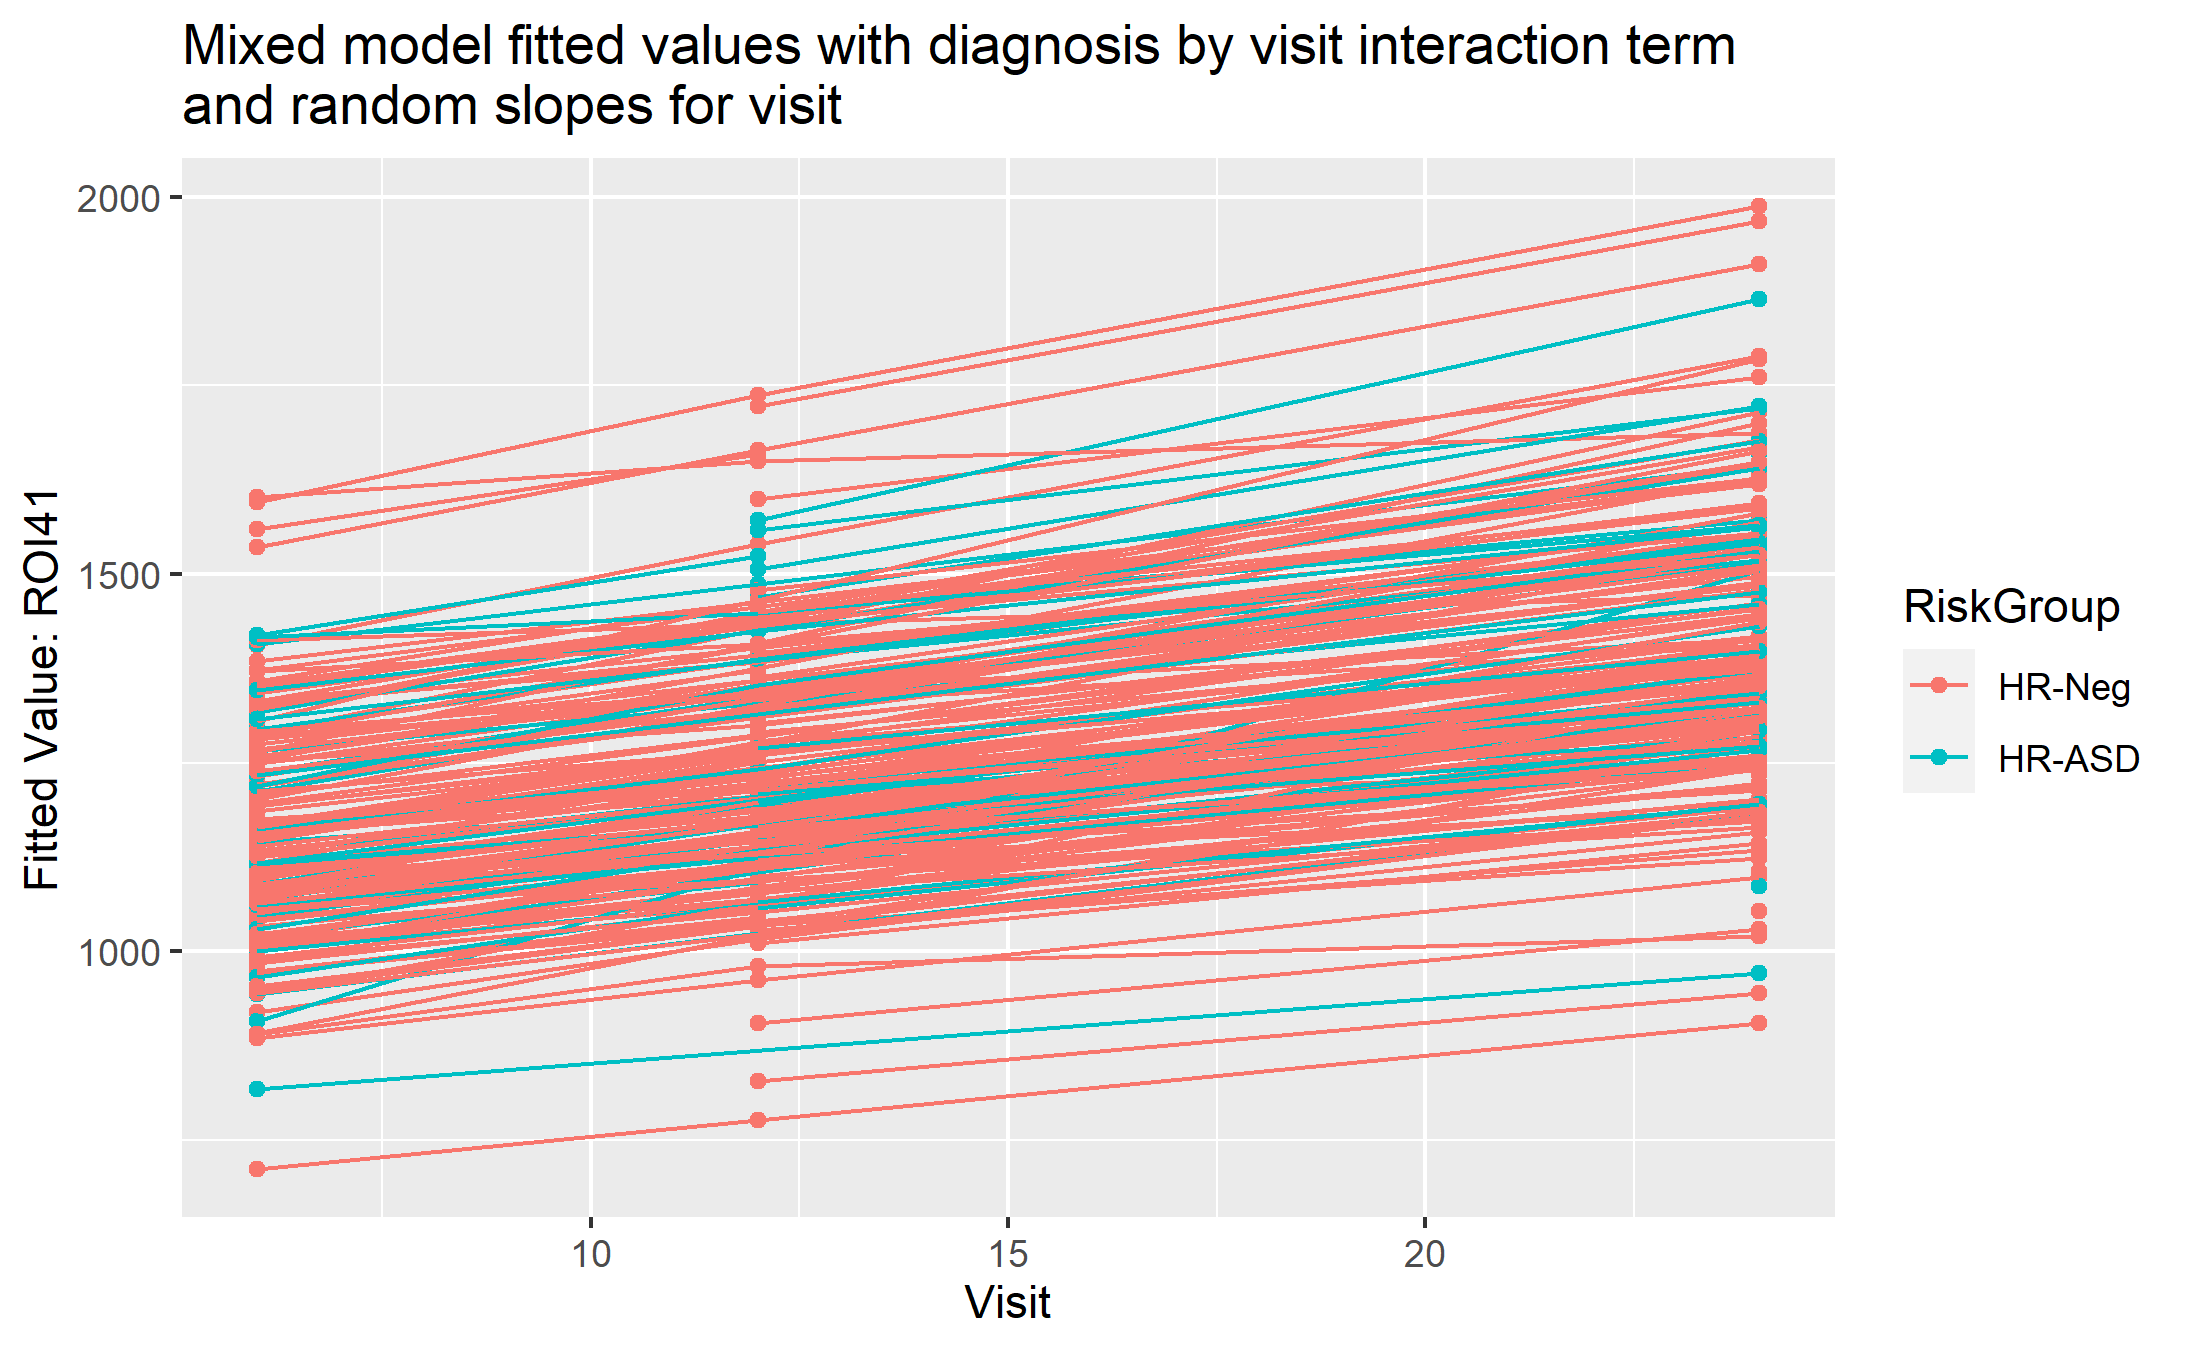 Mixed model fitted values with diagnosis by visit interaction term
and random slopes for visit
2000
1500
1000
Fitted Value: ROI41
10
15
20
Visit
RiskGroup
HR-Neg
HR-ASD